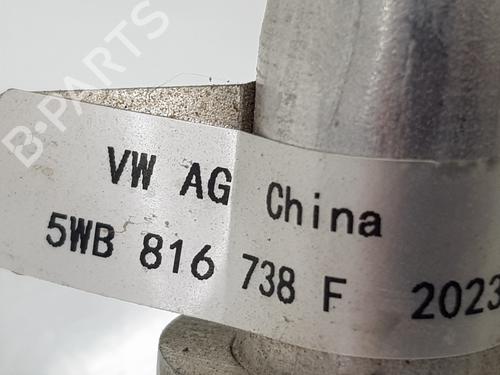 B-PARTS
VW AG China
5WB 816 738 F 2023